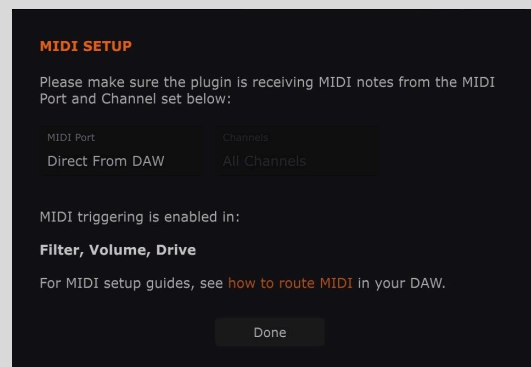 MIDI SETUP
Please make sure the plugin is receiving MIDI notes from the MIDI
Port and Channel set below:
MIDI Port
Channels
Direct From DAW
All Channels
MIDI triggering is enabled in:
Filter, Volume, Drive
For MIDI setup guides, see how to route MIDI in your DAW.
Done